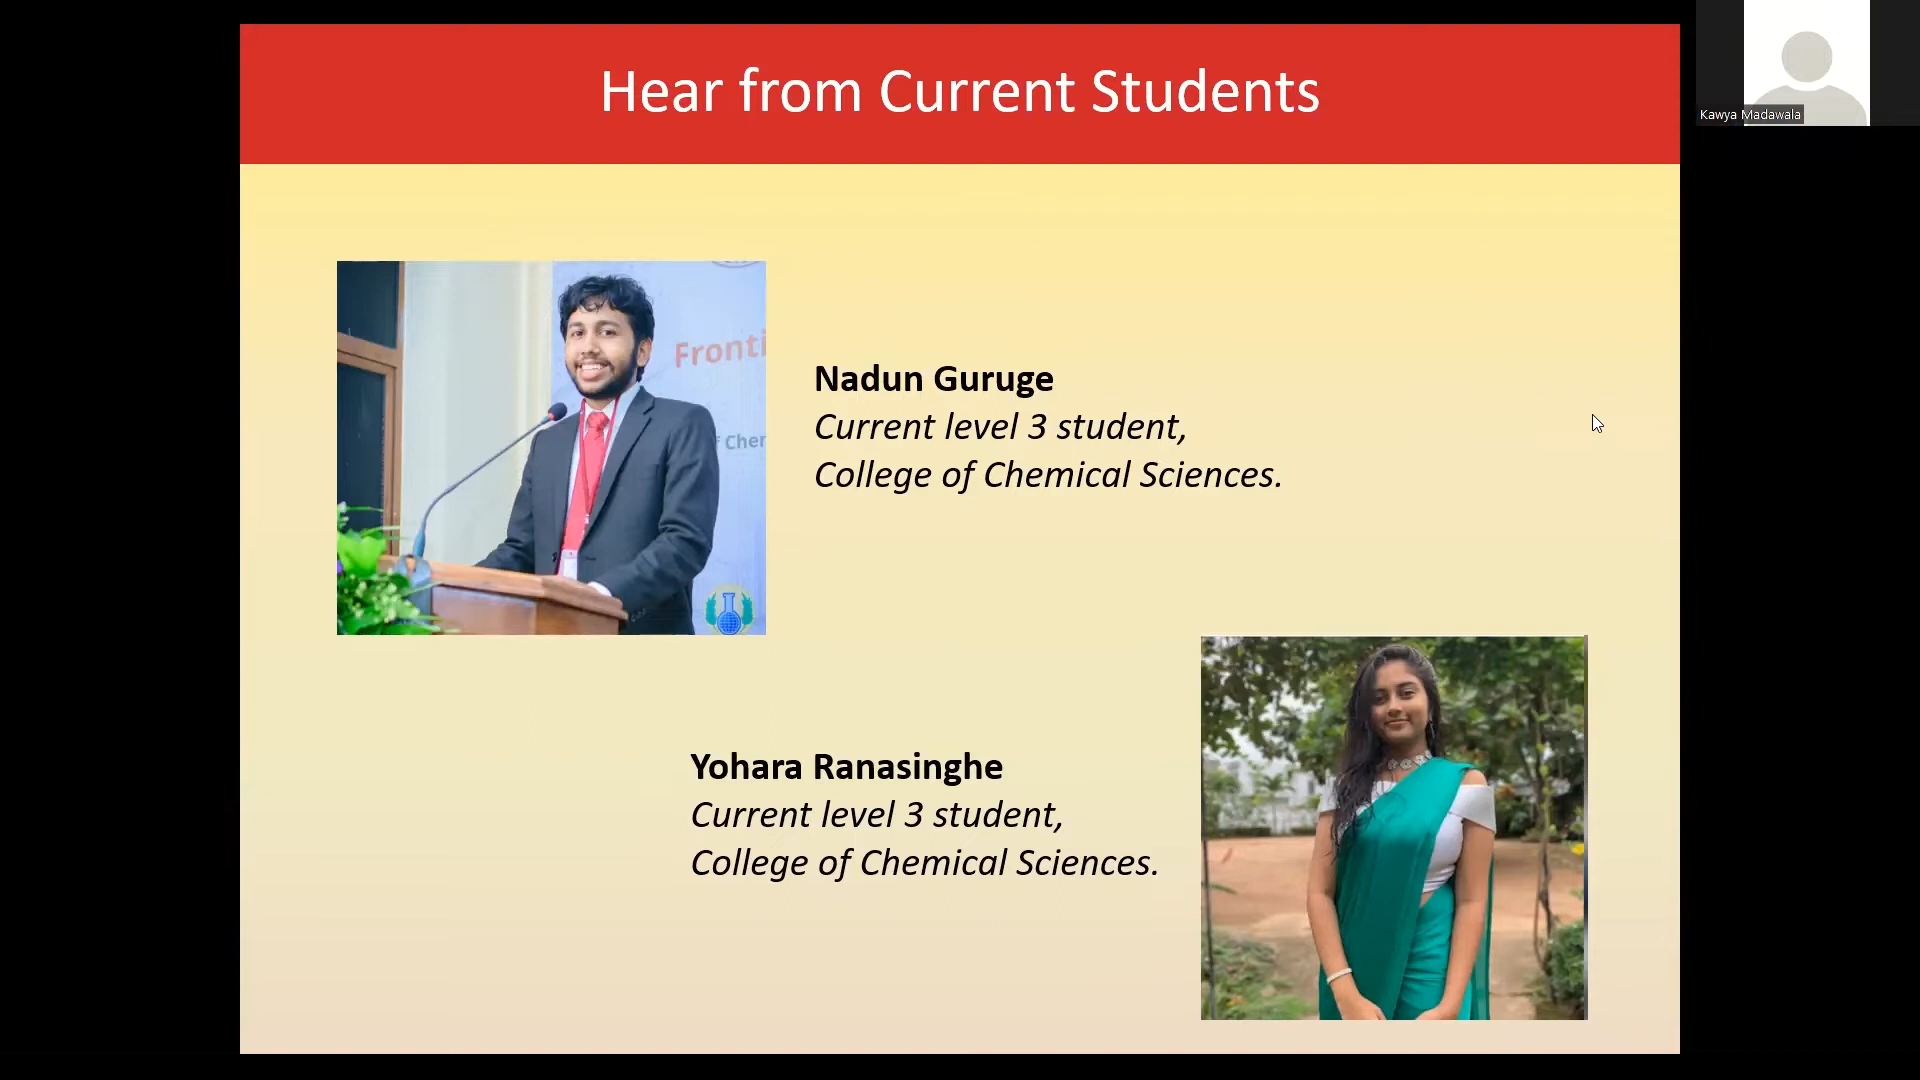 Hear from Current Students
Kawya Madawala
Fronti
f Chem
Nadun Guruge
Current level 3 student,
College of Chemical Sciences.
Yohara Ranasinghe
Current level 3 student,
College of Chemical Sciences.